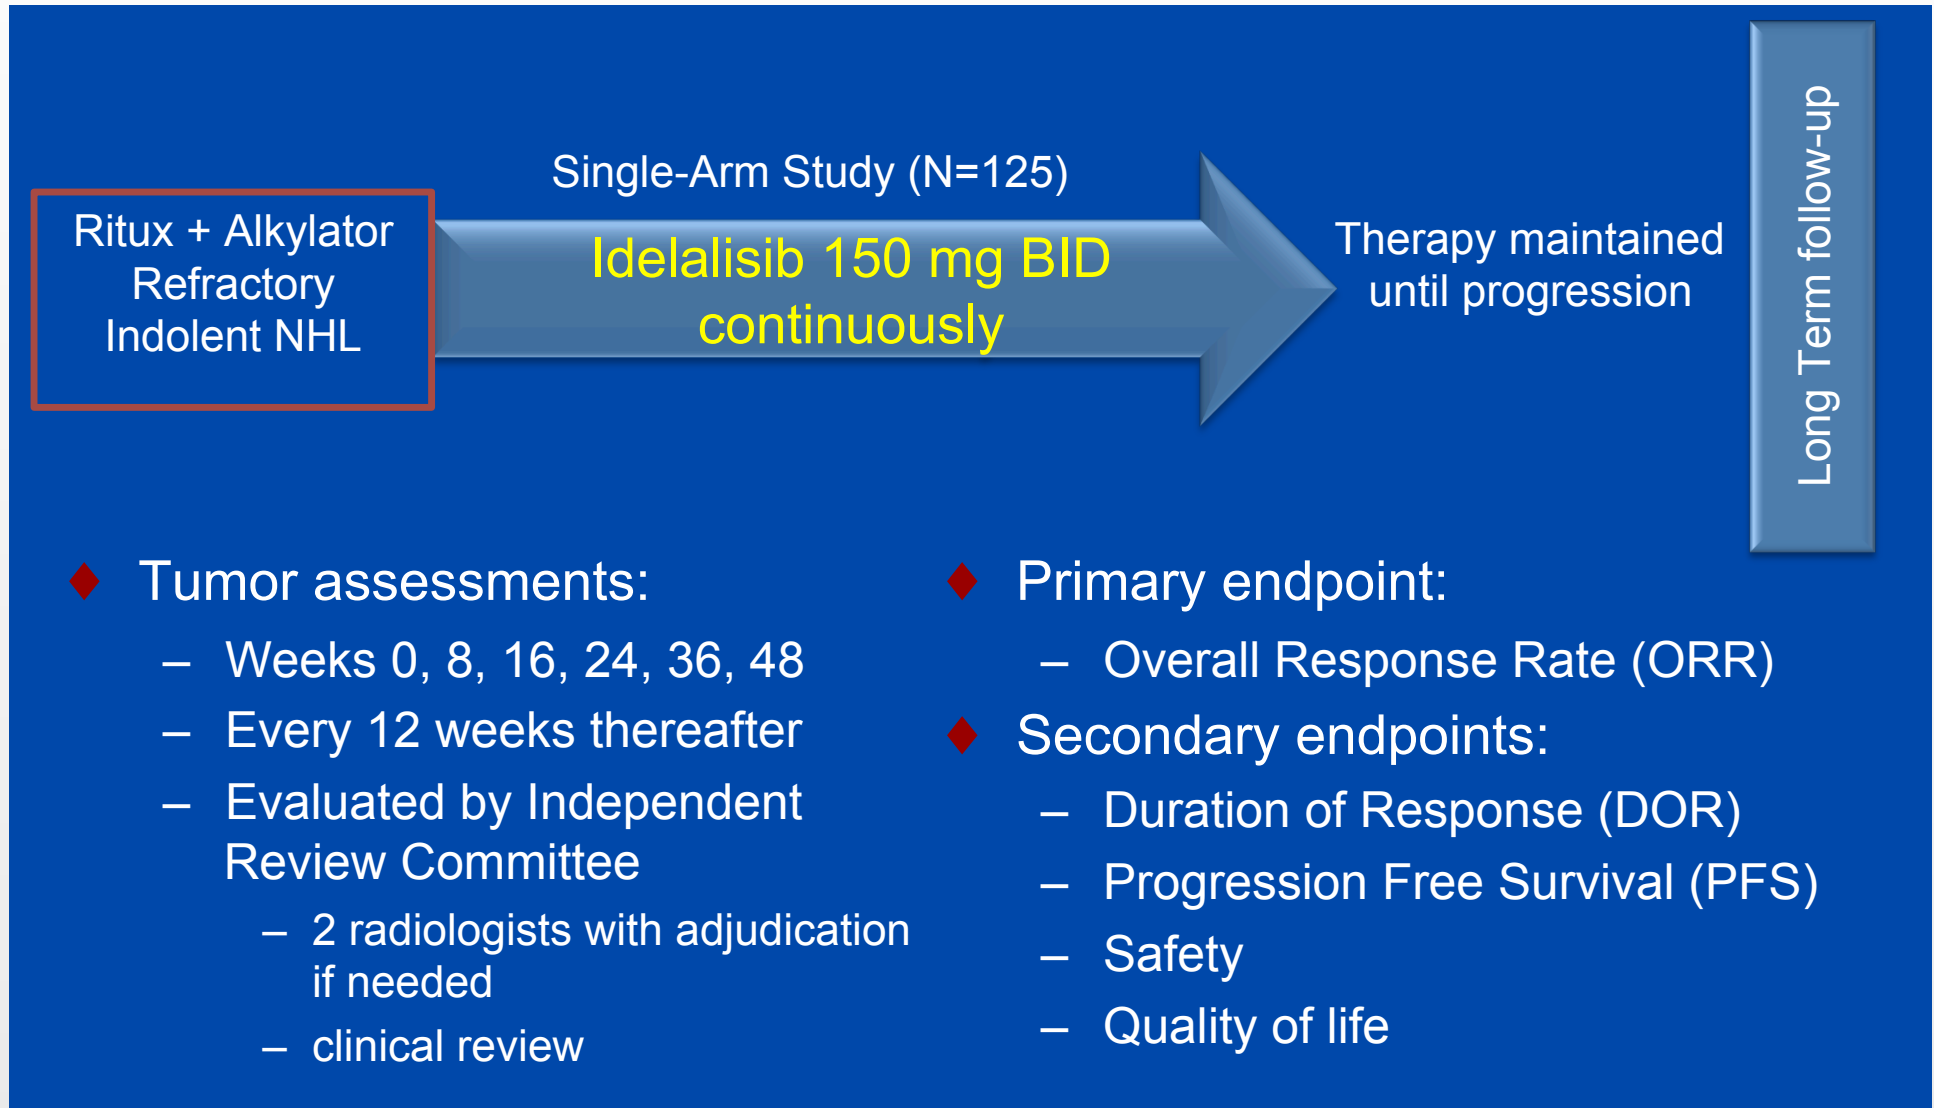 Single-Arm Study (N=125)
Ritux + Alkylator
Refractory
Indolent NHL
Idelalisib 150 mg BID
continuously
Therapy maintained
until progression
Long Term follow-up
♦ Tumor assessments:
– Weeks 0, 8, 16, 24, 36, 48
– Every 12 weeks thereafter
– Evaluated by Independent
Review Committee
– 2 radiologists with adjudication
if needed
– clinical review
♦ Primary endpoint:
– Overall Response Rate (ORR)
♦ Secondary endpoints:
– Duration of Response (DOR)
– Progression Free Survival (PFS)
– Safety
– Quality of life